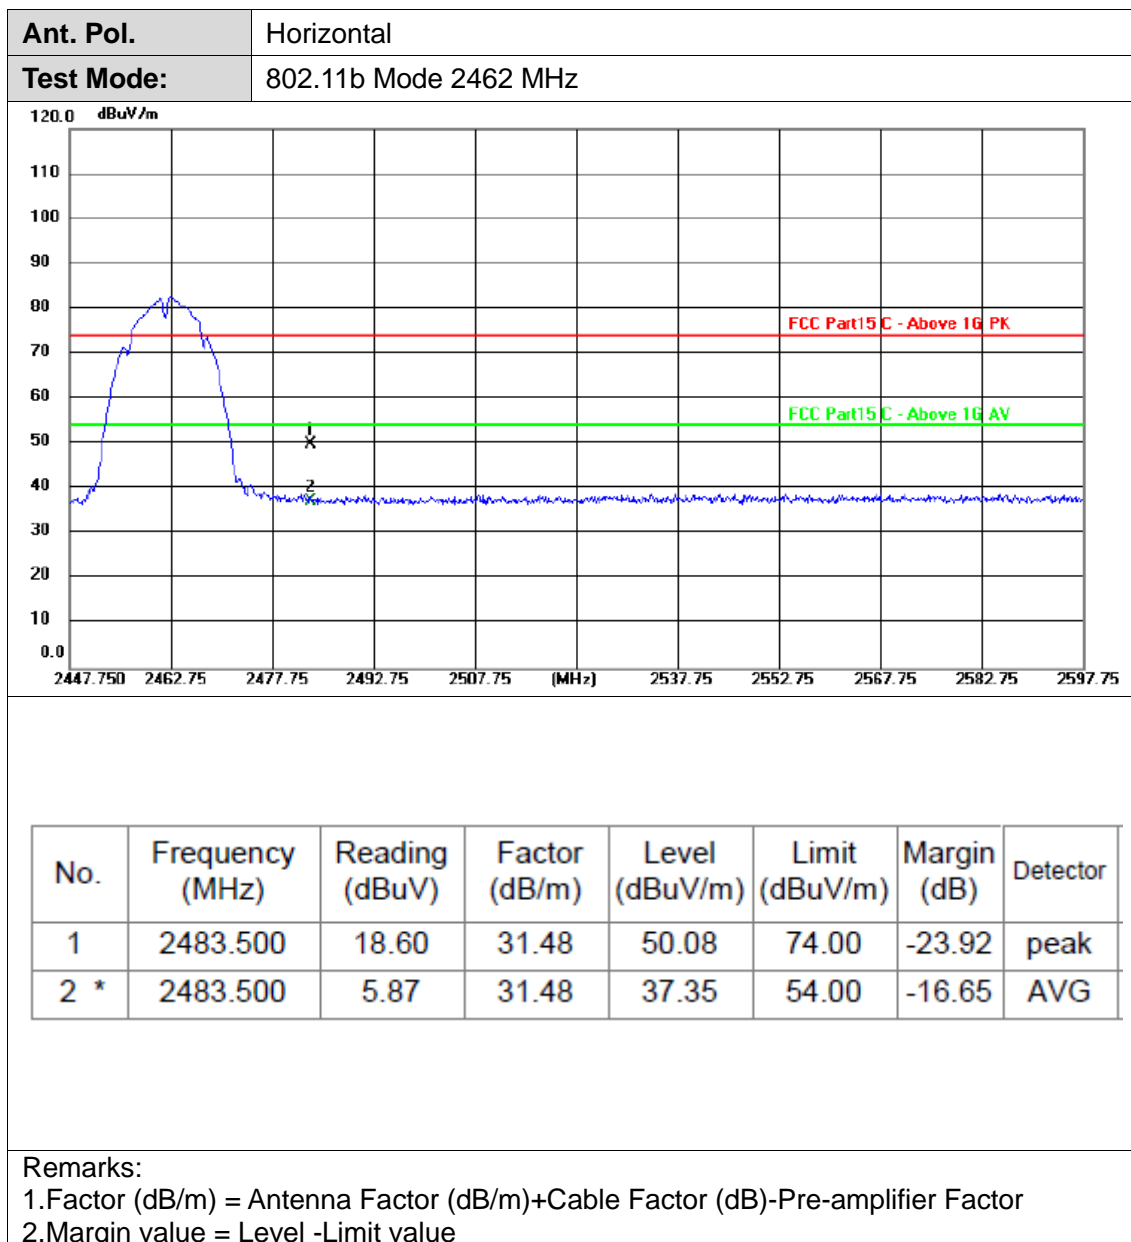 Ant. Pol. Horizontal
Test Mode: 802.11b Mode 2462 MHz
120.0 dBuV/m
110
100
90
80
FCC Part15 C - Above 1G PK
70
60
FCC Part15 C - Above 1G AV
50
1
X
40
2
X
30
20
10
0.0
2447.750 2462.75 2477.75 2492.75 2507.75 (MHz) 2537.75 2552.75 2567.75 2582.75 2597.75
No. Frequency (MHz) Reading (dBuV) Factor (dB/m) Level (dBuV/m) Limit (dBuV/m) Margin (dB) Detector
1 2483.500 18.60 31.48 50.08 74.00 -23.92 peak
2 * 2483.500 5.87 31.48 37.35 54.00 -16.65 AVG
Remarks:
1.Factor (dB/m) = Antenna Factor (dB/m)+Cable Factor (dB)-Pre-amplifier Factor
2.Margin value = Level -Limit value